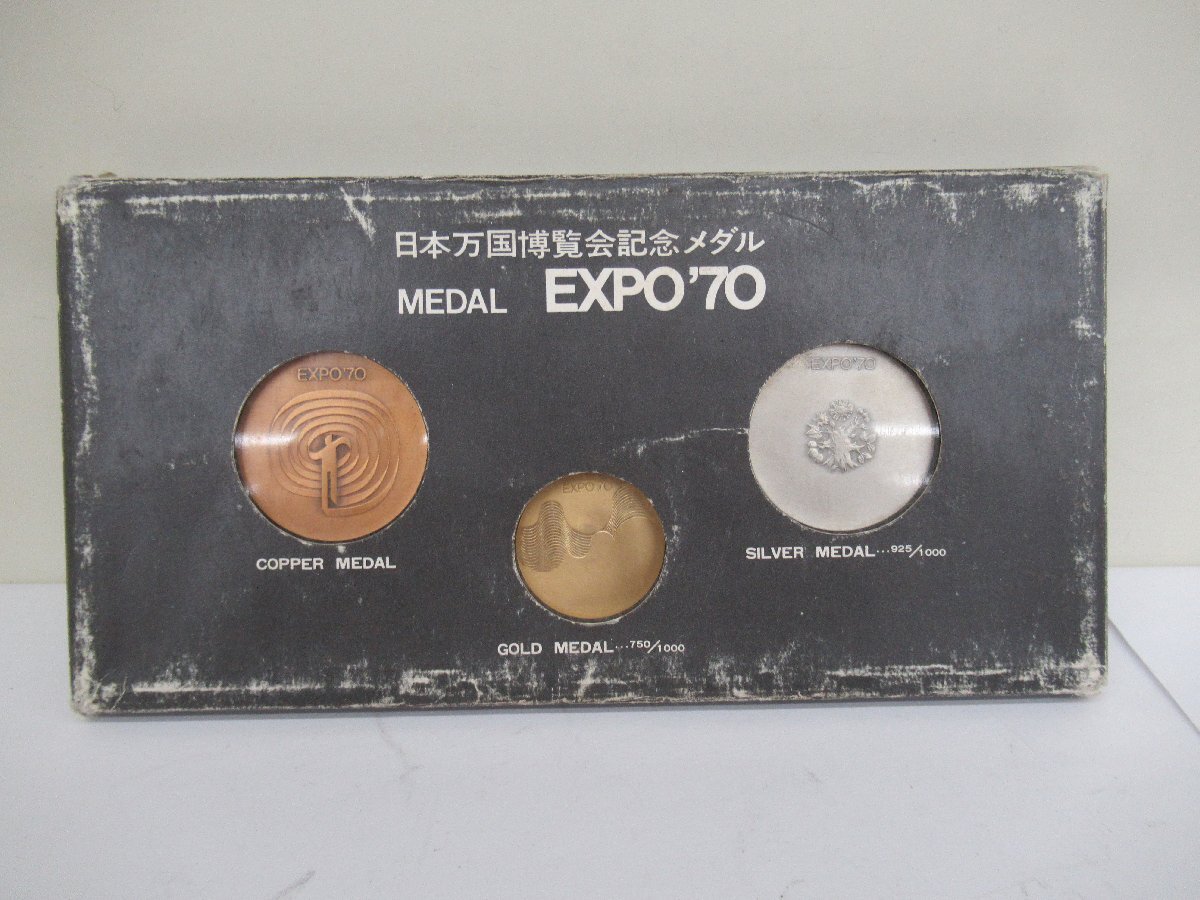 日本万国博覧会記念メダル
MEDAL EXPO'70
EXPO'70
EXPO'70
COPPER MEDAL
EXPO'70
SILVER MEDAL...925/1000
GOLD MEDAL...750/1000